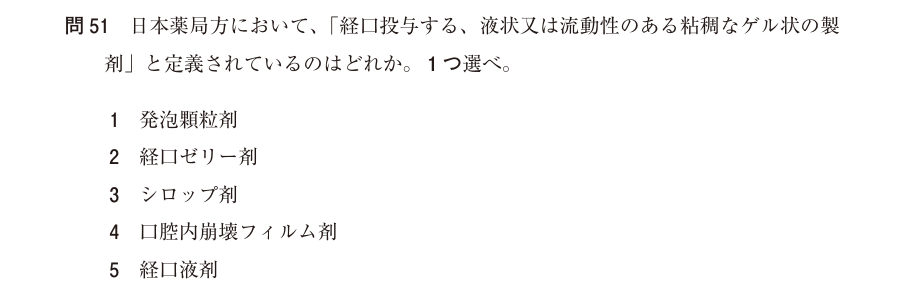 問51 日本薬局方において、「経口投与する、液状又は流動性のある粘稠なゲル状の製
剤」と定義されているのはどれか。1つ選べ。
1 発泡顆粒剤
2 経口ゼリー剤
3 シロップ剤
4 口腔内崩壊フィルム剤
5 経口液剤